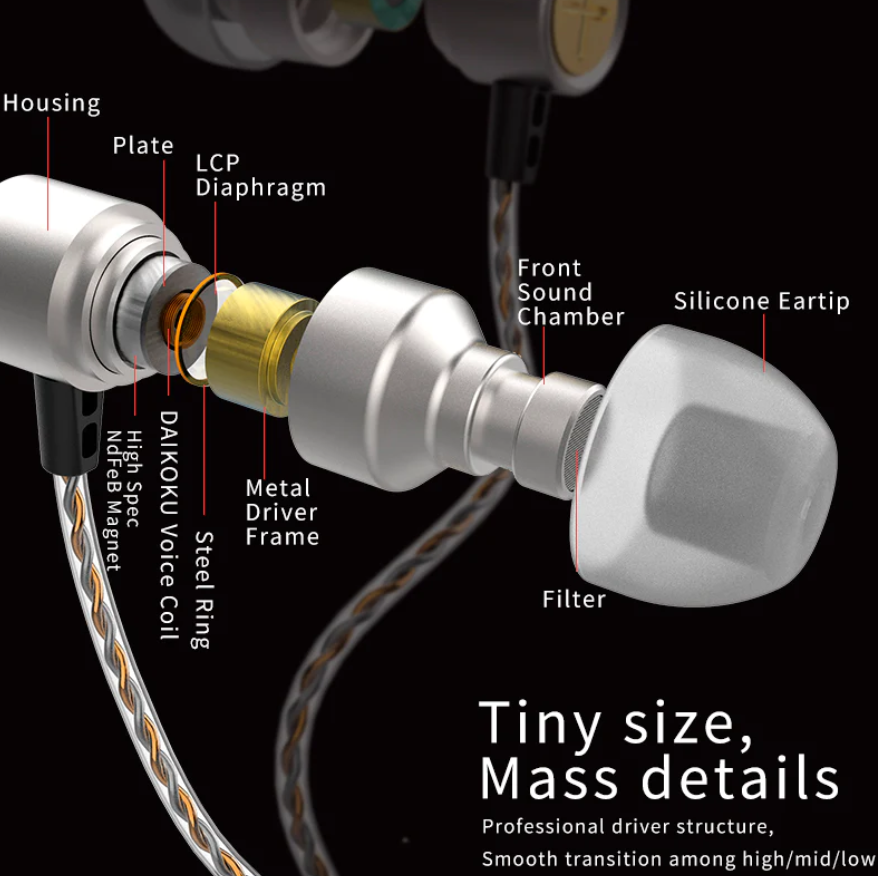 Housing
Plate
LCP
Diaphragm
Front
Sound
Chamber
Silicone Eartip
High Spec
NdFeB Magnet
DAIKOKU Voice Coil
Steel Ring
Metal
Driver
Frame
Filter
Tiny size,
Mass details
Professional driver structure,
Smooth transition among high/mid/low